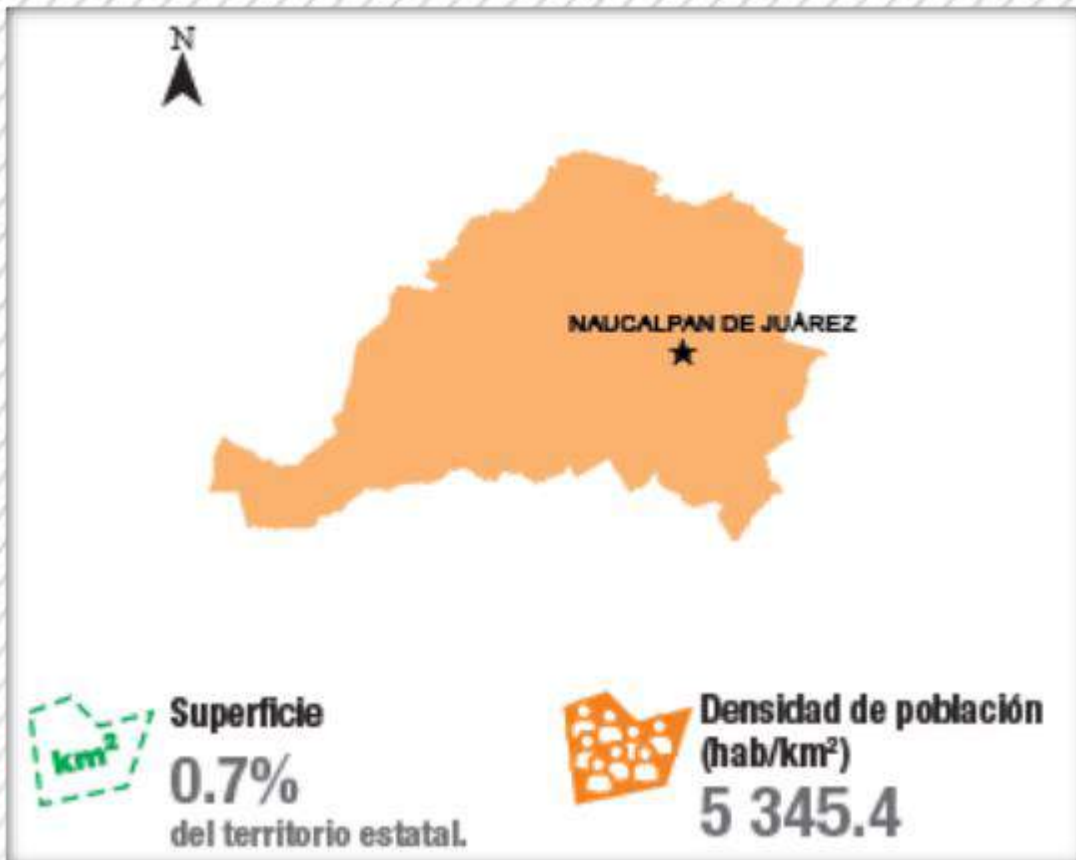 N
NAUCALPAN DE JUÁREZ
km²
Superficie
0.7%
del territorio estatal.
Densidad de población
(hab/km²)
5 345.4